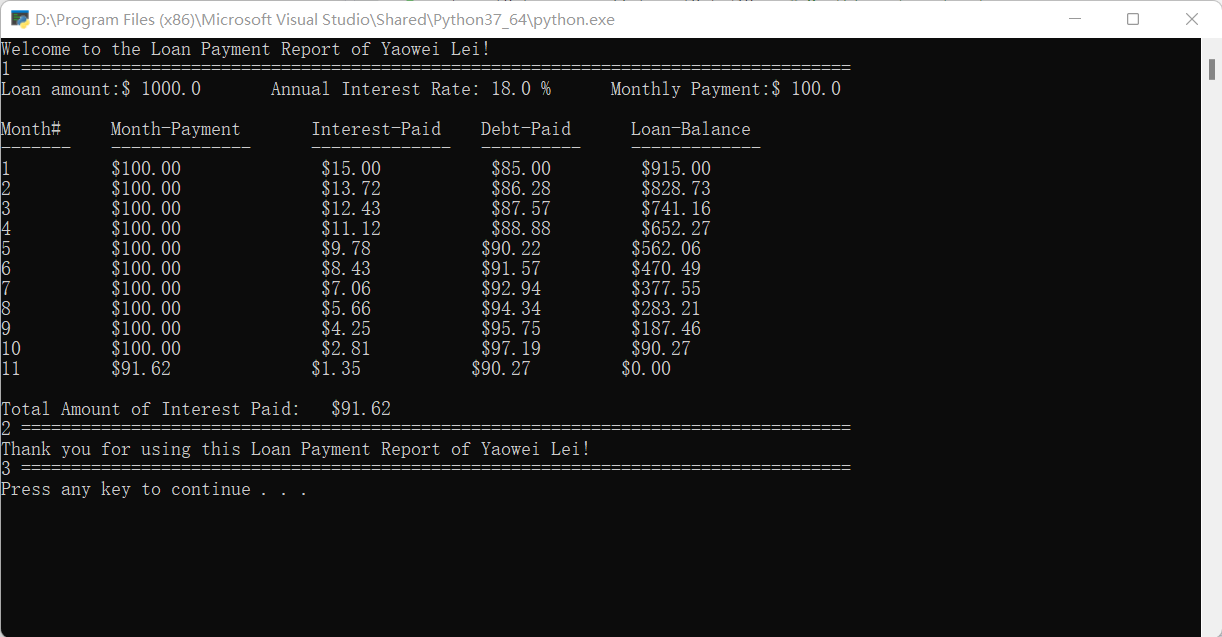 D:\Program Files (x86)\Microsoft Visual Studio\Shared\Python37_64\python.exe
Welcome to the Loan Payment Report of Yaowei Lei!
1 ===================================================================================
Loan amount:$ 1000.0       Annual Interest Rate: 18.0 %      Monthly Payment:$ 100.0
Month#     Month-Payment       Interest-Paid    Debt-Paid      Loan-Balance
-------    --------------      --------------   ----------     -------------
1          $100.00              $15.00           $85.00         $915.00
2          $100.00              $13.72           $86.28         $828.73
3          $100.00              $12.43           $87.57         $741.16
4          $100.00              $11.12           $88.88         $652.27
5          $100.00              $9.78           $90.22         $562.06
6          $100.00              $8.43           $91.57         $470.49
7          $100.00              $7.06           $92.94         $377.55
8          $100.00              $5.66           $94.34         $283.21
9          $100.00              $4.25           $95.75         $187.46
10         $100.00              $2.81           $97.19         $90.27
11         $91.62              $1.35           $90.27         $0.00
Total Amount of Interest Paid:   $91.62
2 ===================================================================================
Thank you for using this Loan Payment Report of Yaowei Lei!
3 ===================================================================================
Press any key to continue . . .